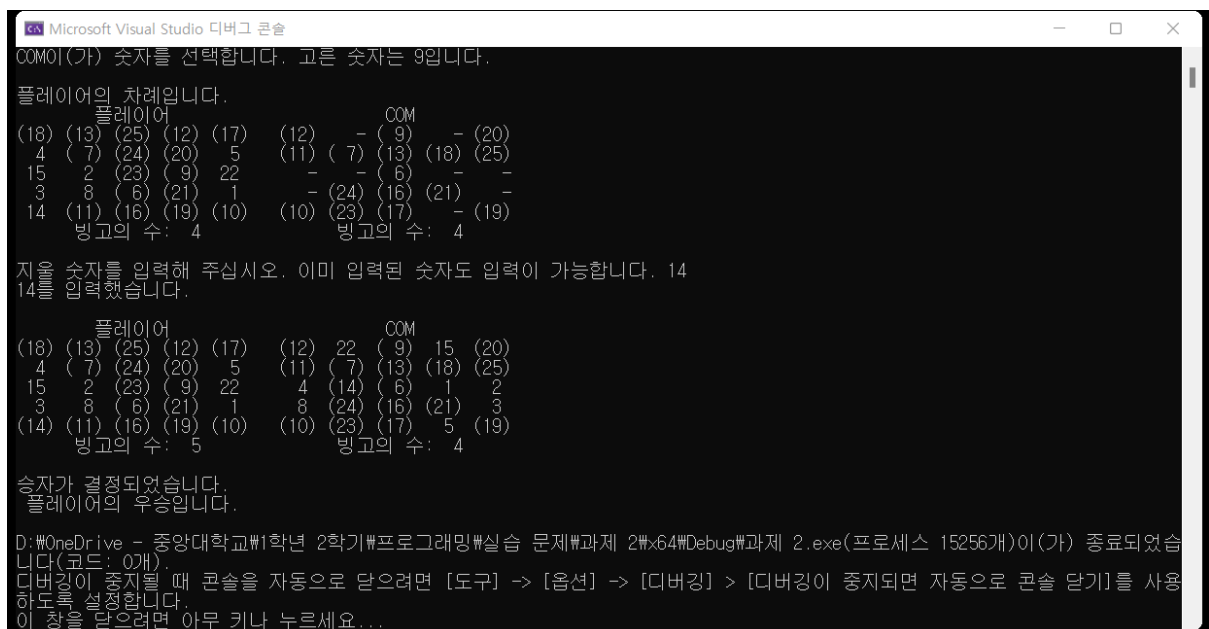 Microsoft Visual Studio 디버그 콘솔
COM이(가) 숫자를 선택합니다. 고른 숫자는 9입니다.
플레이어의 차례입니다.
플레이어 COM
(18) (13) (25) (12) (17) (12) - ( 9) - (20)
4 ( 7) (24) (20) 5 (11) ( 7) (13) (18) (25)
15 2 (23) ( 9) 22 - - ( 6) - -
3 8 ( 6) (21) 1 - (24) (16) (21) -
14 (11) (16) (19) (10) (10) (23) (17) - (19)
빙고의 수: 4 빙고의 수: 4
지울 숫자를 입력해 주십시오. 이미 입력된 숫자도 입력이 가능합니다. 14
14를 입력했습니다.
플레이어 COM
(18) (13) (25) (12) (17) (12) 22 ( 9) 15 (20)
4 ( 7) (24) (20) 5 (11) ( 7) (13) (18) (25)
15 2 (23) ( 9) 22 4 (14) ( 6) 1 2
3 8 ( 6) (21) 1 8 (24) (16) (21) 3
(14) (11) (16) (19) (10) (10) (23) (17) 5 (19)
빙고의 수: 5 빙고의 수: 4
승자가 결정되었습니다.
플레이어의 우승입니다.
D:₩OneDrive - 중앙대학교₩1학년 2학기₩프로그래밍₩실습 문제₩과제 2₩x64₩Debug₩과제 2.exe(프로세스 15256개)이(가) 종료되었습
니다(코드: 0개).
디버깅이 중지될 때 콘솔을 자동으로 닫으려면 [도구] -> [옵션] -> [디버깅] > [디버깅이 중지되면 자동으로 콘솔 닫기]를 사용
하도록 설정합니다.
이 창을 닫으려면 아무 키나 누르세요...